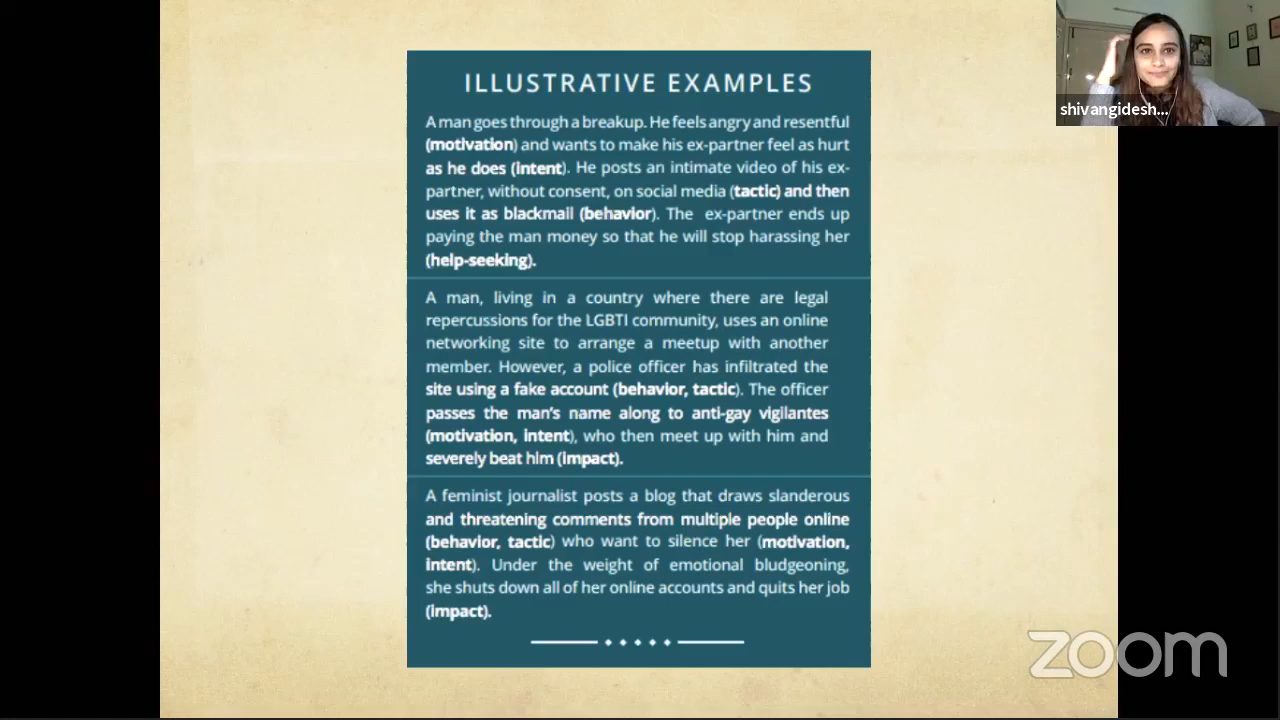 ILLUSTRATIVE EXAMPLES
A man goes through a breakup. He feels angry and resentful
(motivation) and wants to make his ex-partner feel as hurt
as he does (intent). He posts an intimate video of his ex-
partner, without consent, on social media (tactic) and then
uses it as blackmail (behavior). The ex-partner ends up
paying the man money so that he will stop harassing her
(help-seeking).
A man, living in a country where there are legal
repercussions for the LGBTI community, uses an online
networking site to arrange a meetup with another
member. However, a police officer has infiltrated the
site using a fake account (behavior, tactic). The officer
passes the man's name along to anti-gay vigilantes
(motivation, intent), who then meet up with him and
severely beat him (impact).
A feminist journalist posts a blog that draws slanderous
and threatening comments from multiple people online
(behavior, tactic) who want to silence her (motivation,
intent). Under the weight of emotional bludgeoning,
she shuts down all of her online accounts and quits her job
(impact).
shivangidesh...
zoom